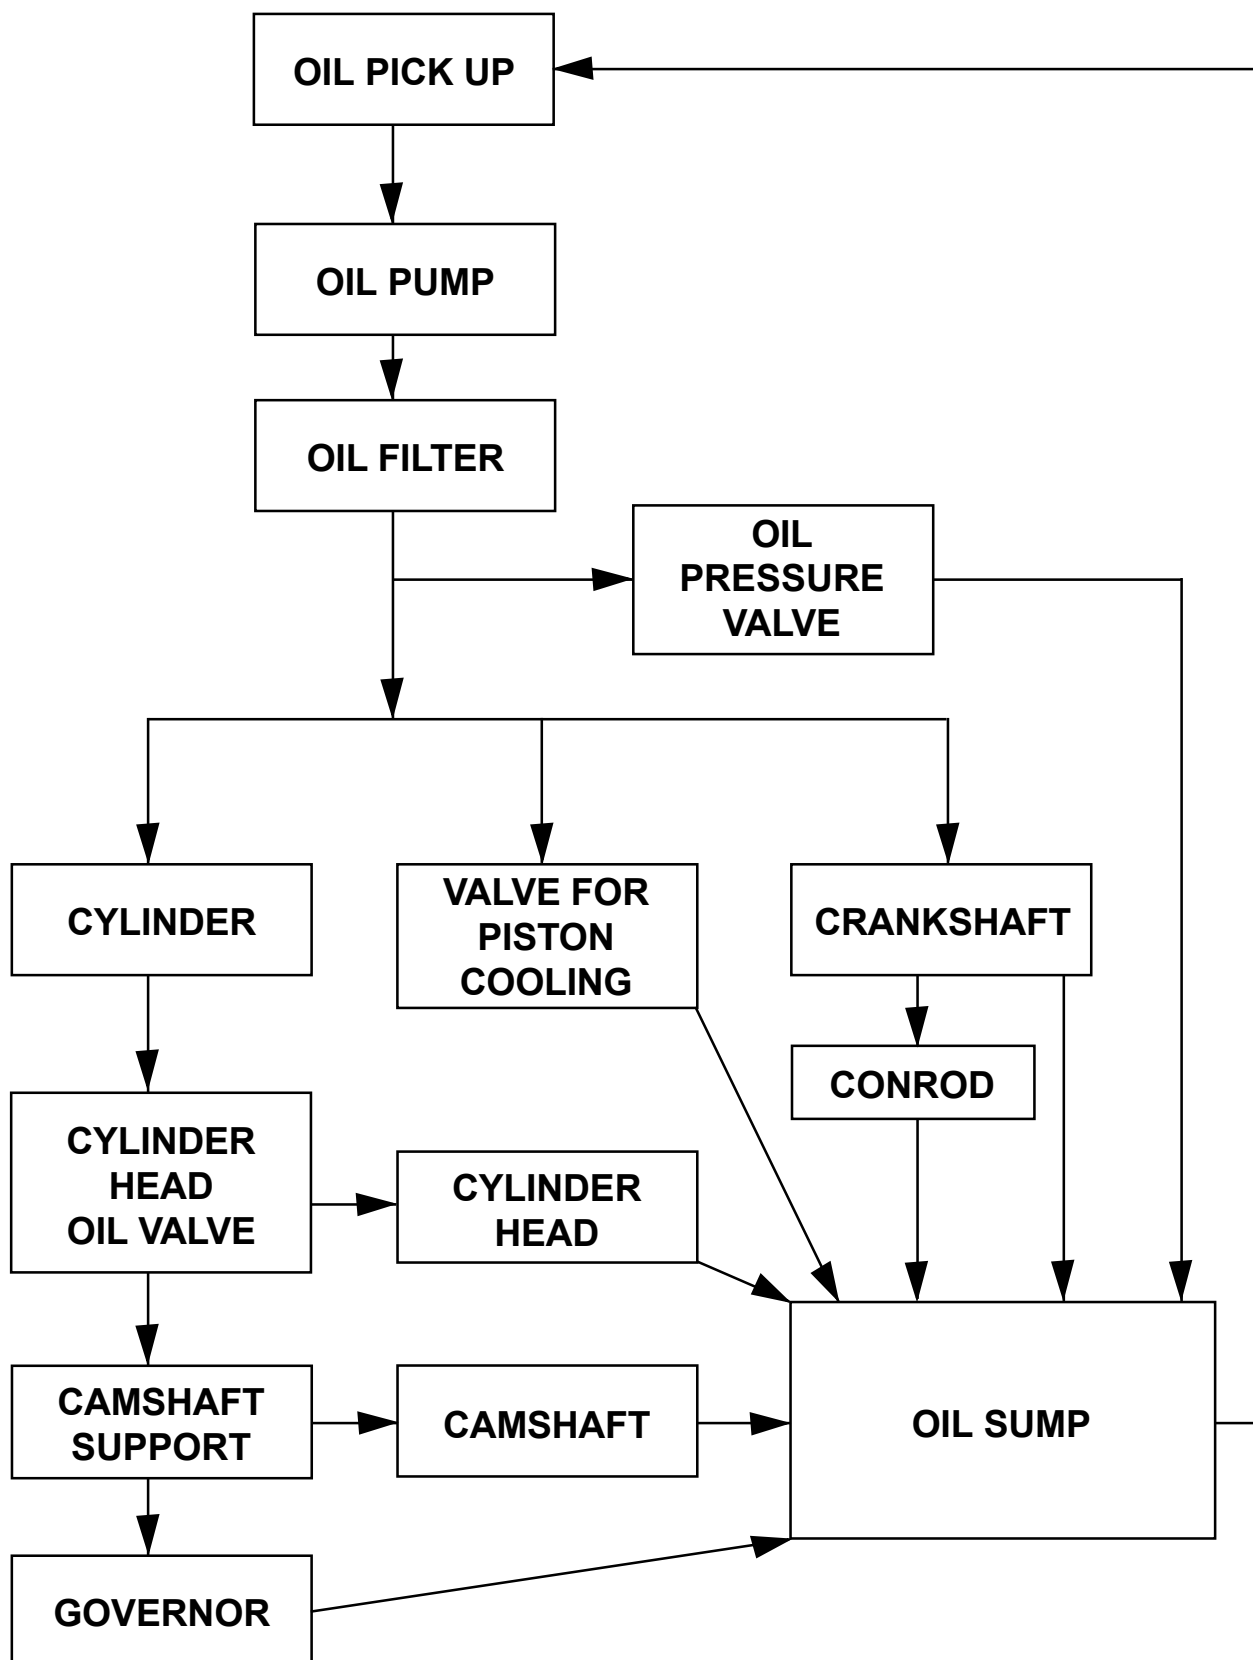 OIL PICK UP
OIL PUMP
OIL FILTER
OIL
PRESSURE
VALVE
CYLINDER
VALVE FOR
PISTON
COOLING
CRANKSHAFT
CONROD
CYLINDER
HEAD
OIL VALVE
CYLINDER
HEAD
CAMSHAFT
SUPPORT
CAMSHAFT
OIL SUMP
GOVERNOR